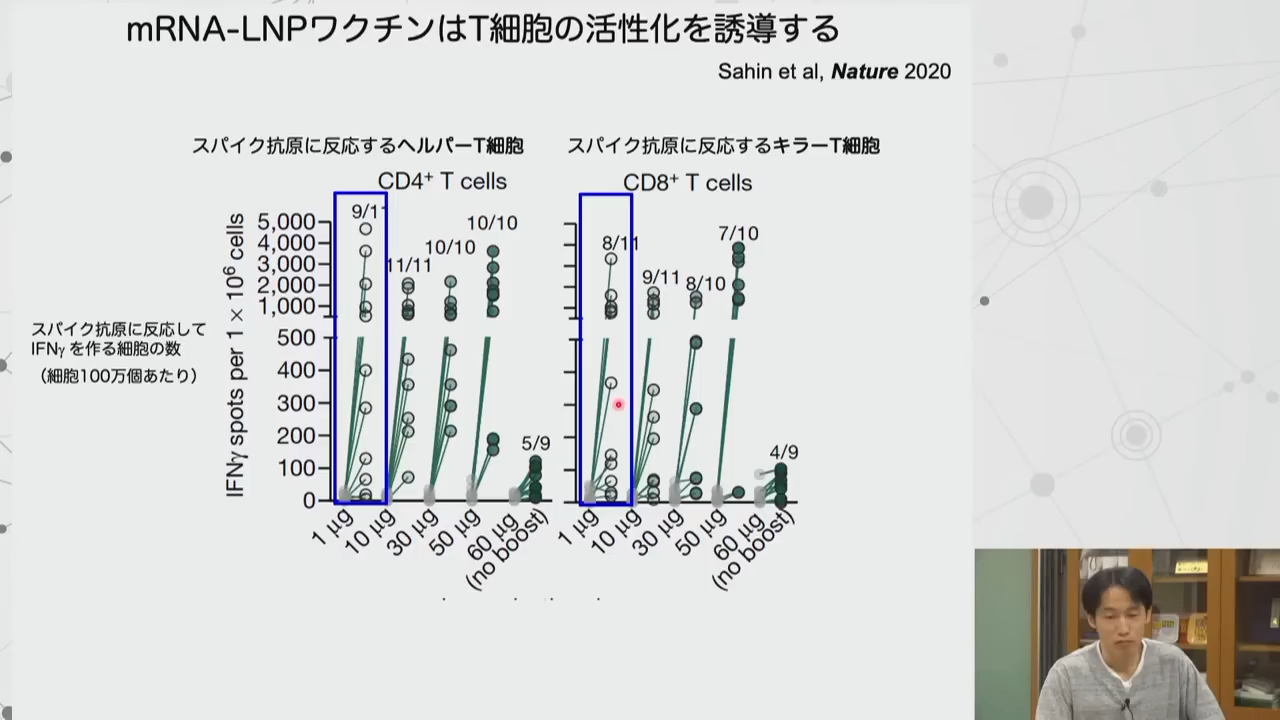 mRNA-LNPワクチンはT細胞の活性化を誘導する
Sahin et al, Nature 2020
スパイク抗原に反応するヘルパーT細胞
スパイク抗原に反応するキラーT細胞
CD4+ T cells
CD8+ T cells
スパイク抗原に反応して
IFNγ を作る細胞の数
（細胞100万個あたり）
IFNγ spots per 1 × 10⁶ cells
5,000
4,000
3,000
2,000
1,000
500
400
300
200
100
0
9/11
11/11
10/10
10/10
5/9
8/11
9/11
8/10
7/10
4/9
1 µg
10 µg
30 µg
50 µg
60 µg
(no boost)
1 µg
10 µg
30 µg
50 µg
60 µg
(no boost)